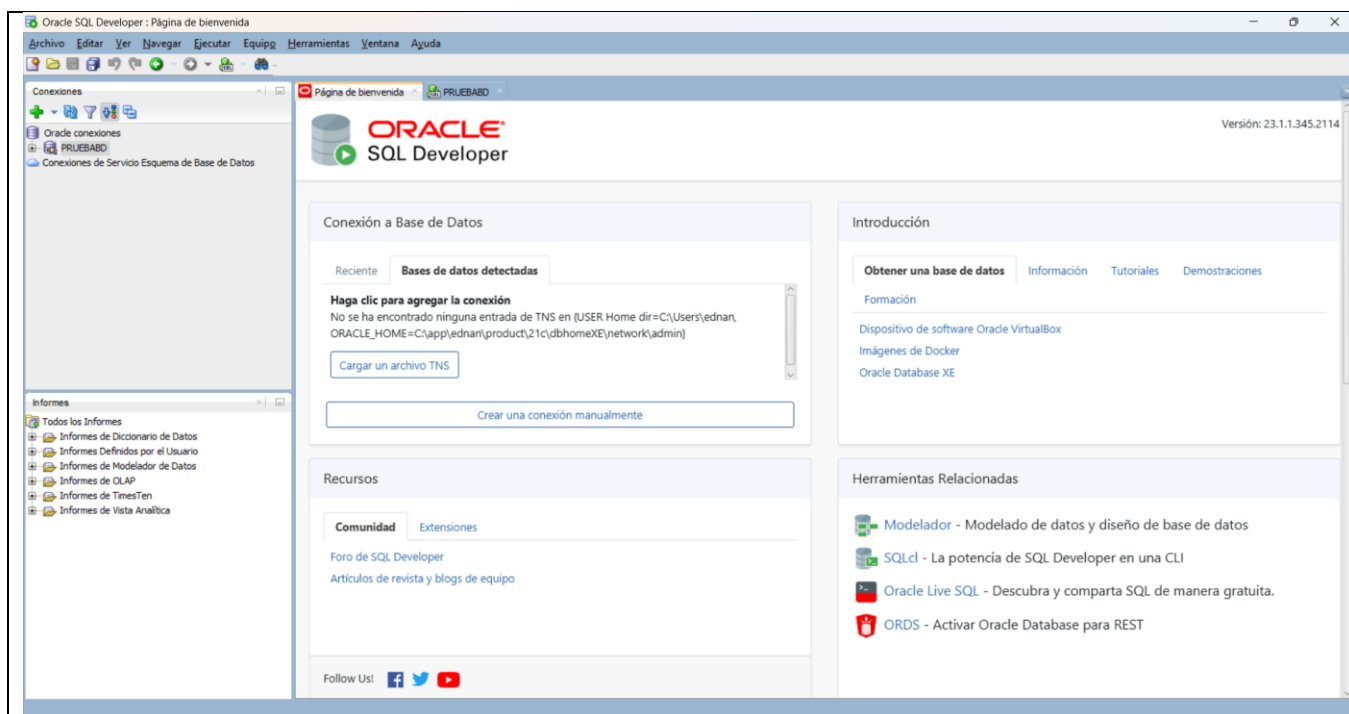 Oracle SQL Developer : Página de bienvenida
Archivo Editar Ver Navegar Ejecutar Equipo Herramientas Ventana Ayuda
Conexiones
Oracle conexiones
PRUEBABD
Conexiones de Servicio Esquema de Base de Datos
Informes
Todos los Informes
Informes de Diccionario de Datos
Informes Definidos por el Usuario
Informes de Modelador de Datos
Informes de OLAP
Informes de TimesTen
Informes de Vista Analítica
Página de bienvenida PRUEBABD
ORACLE
SQL Developer
Versión: 23.1.1.345.2114
Conexión a Base de Datos
Reciente Bases de datos detectadas
Haga clic para agregar la conexión
No se ha encontrado ninguna entrada de TNS en {USER Home dir=C:\Users\ednan,
ORACLE_HOME=C:\app\ednan\product\21c\dbhomeXE\network\admin}
Cargar un archivo TNS
Crear una conexión manualmente
Introducción
Obtener una base de datos Información Tutoriales Demostraciones
Formación
Dispositivo de software Oracle VirtualBox
Imágenes de Docker
Oracle Database XE
Recursos
Comunidad Extensiones
Foro de SQL Developer
Artículos de revista y blogs de equipo
Follow Us!
Herramientas Relacionadas
Modelador - Modelado de datos y diseño de base de datos
SQLcl - La potencia de SQL Developer en una CLI
Oracle Live SQL - Descubra y comparta SQL de manera gratuita.
ORDS - Activar Oracle Database para REST